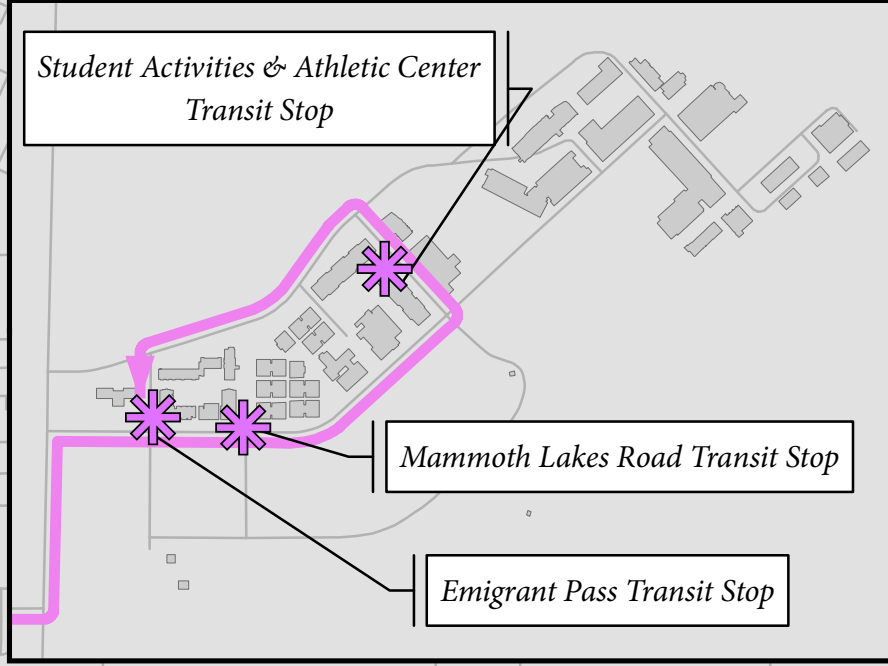 Student Activities & Athletic Center
Transit Stop
Mammoth Lakes Road Transit Stop
Emigrant Pass Transit Stop